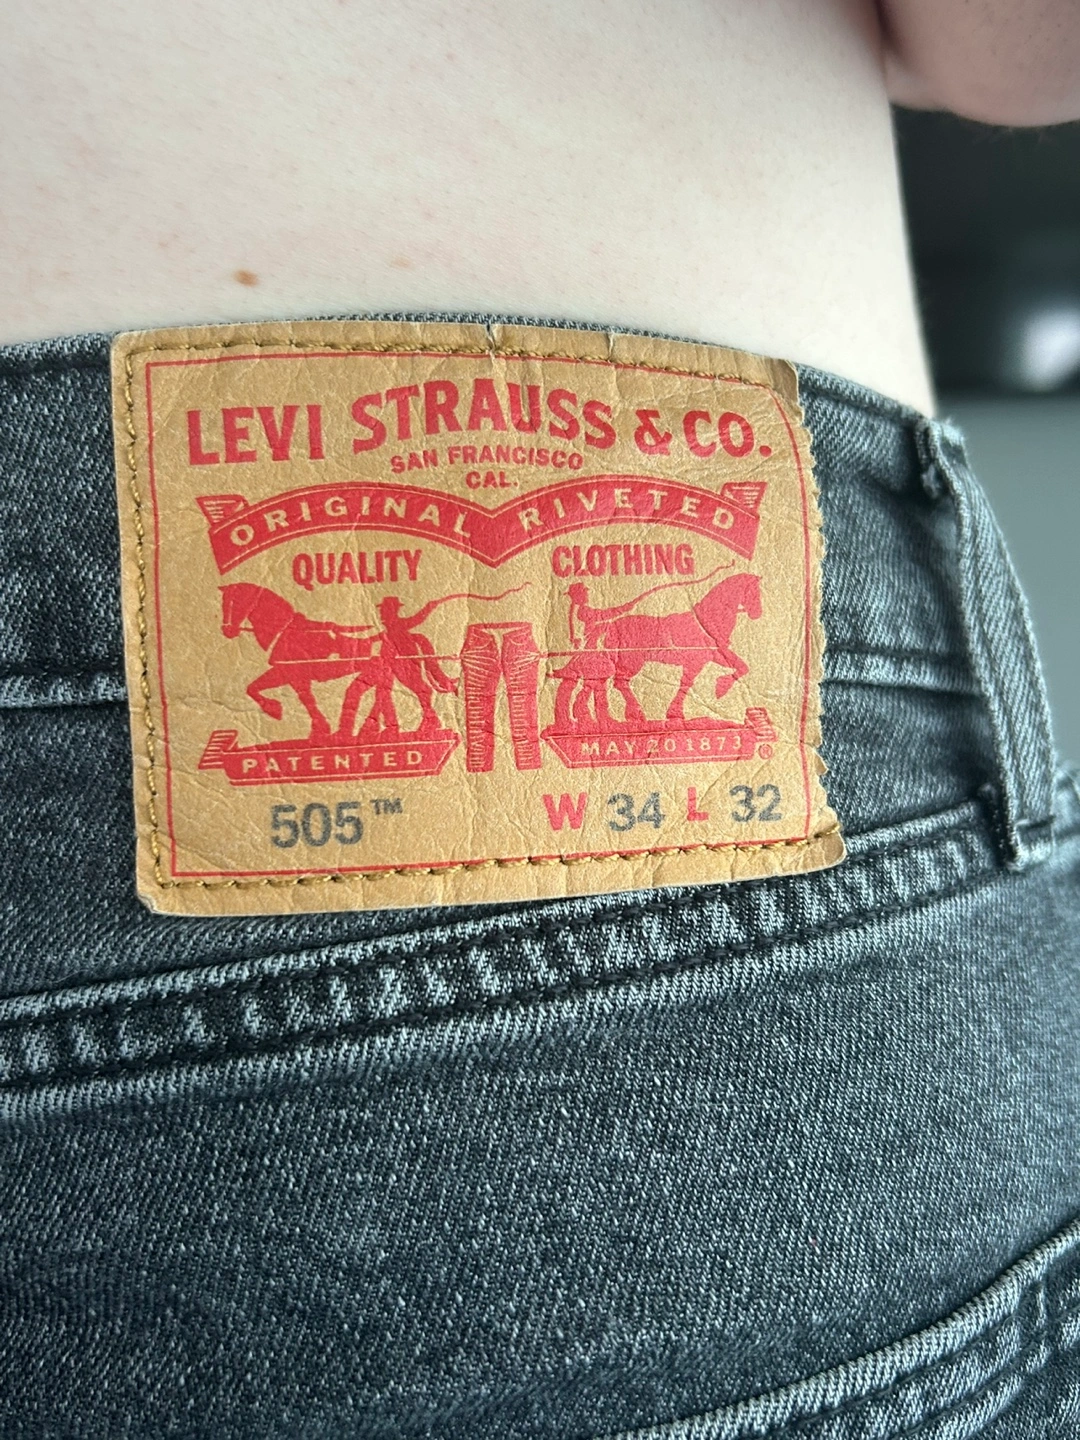 LEVI STRAUSS & CO.
SAN FRANCISCO
CAL.
ORIGINAL RIVETED
QUALITY CLOTHING
PATENTED MAY 20 1873 ®
505™ W 34 L 32